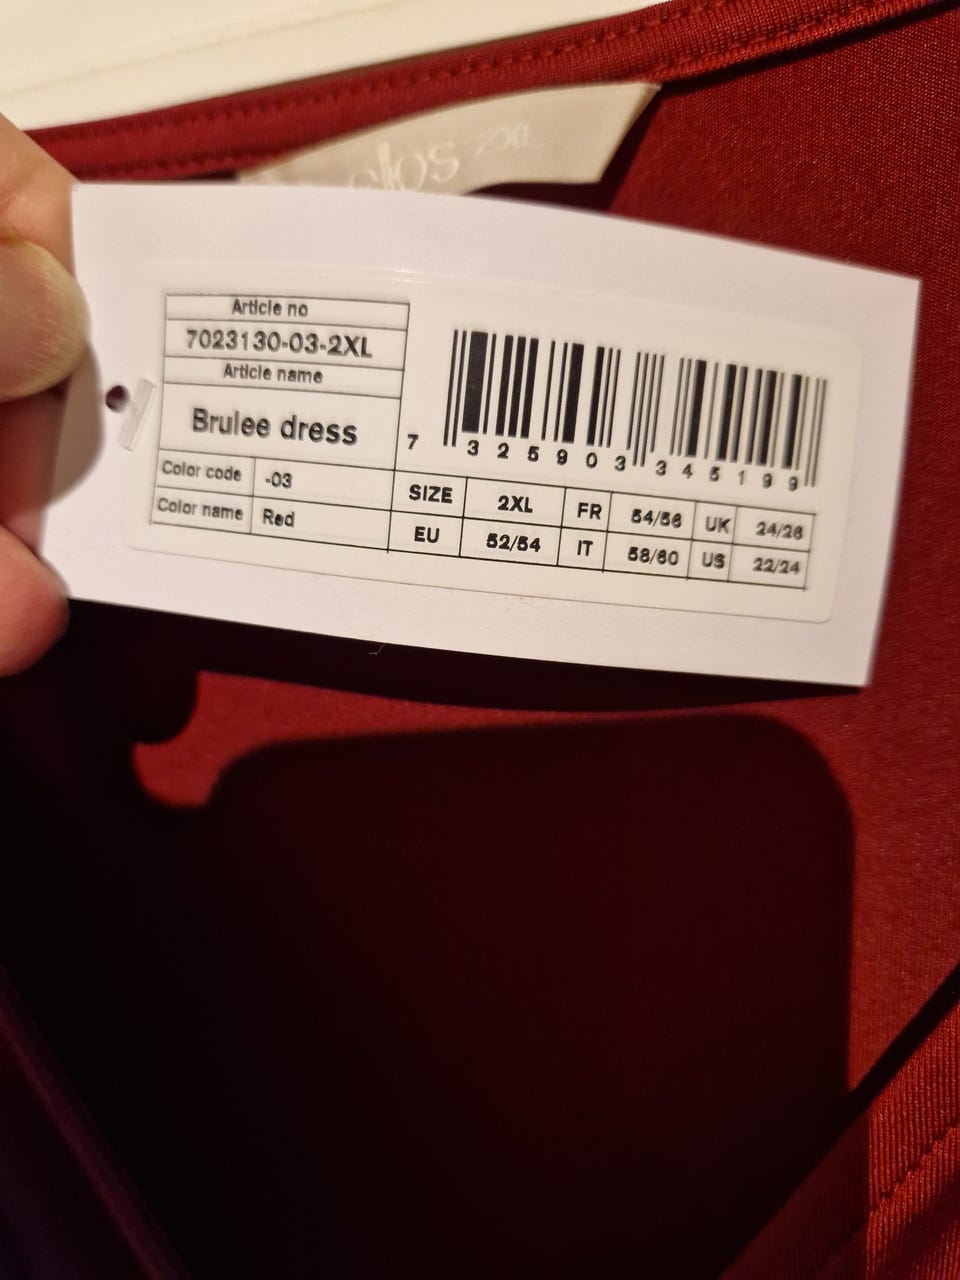 2XL
Article no
7023130-03-2XL
Article name
Brulee dress
Color code -03
Color name Red
7 325903 345199
SIZE 2XL FR 54/56 UK 24/26
EU 52/54 IT 58/60 US 22/24